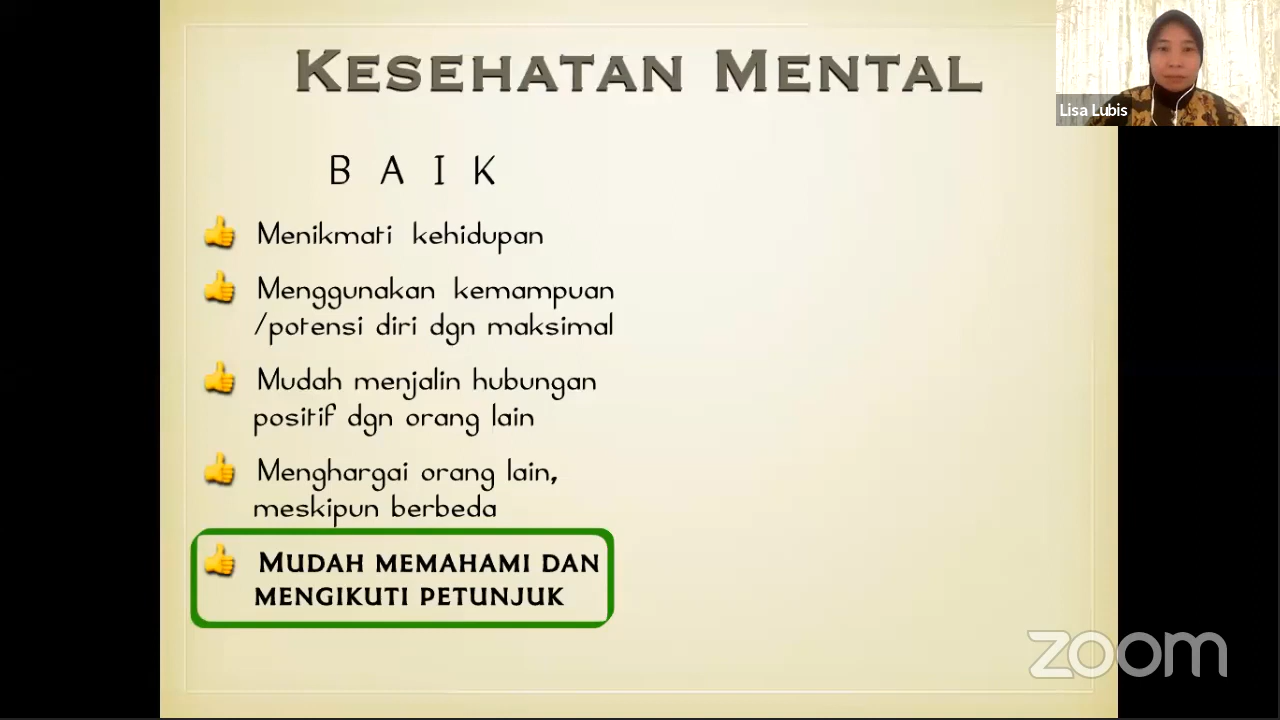 KESEHATAN MENTAL
Lisa Lubis
B A I K
Menikmati kehidupan
Menggunakan kemampuan
/potensi diri dgn maksimal
Mudah menjalin hubungan
positif dgn orang lain
Menghargai orang lain,
meskipun berbeda
MUDAH MEMAHAMI DAN
MENGIKUTI PETUNJUK
zoom